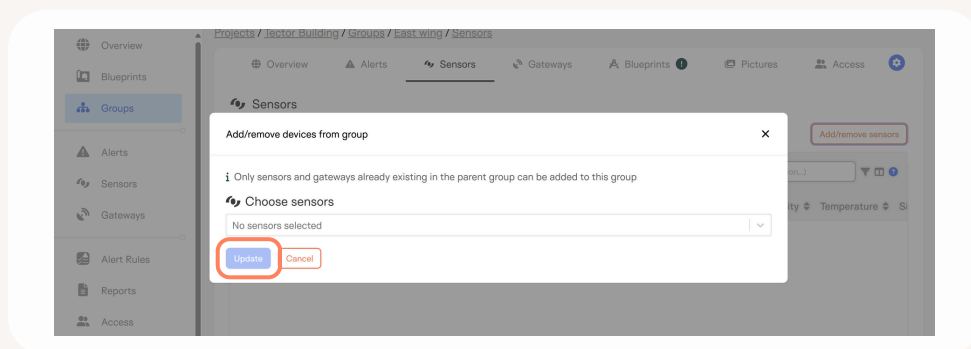 Projects / Tector Building / Groups / East wing / Sensors
Overview
Blueprints
Groups
Alerts
Sensors
Gateways
Alert Rules
Reports
Access
Overview
Alerts
Sensors
Gateways
Blueprints
Pictures
Access
Sensors
Add/remove sensors
Add/remove devices from group
Only sensors and gateways already existing in the parent group can be added to this group
Choose sensors
No sensors selected
Update
Cancel
on...)
ity
Temperature